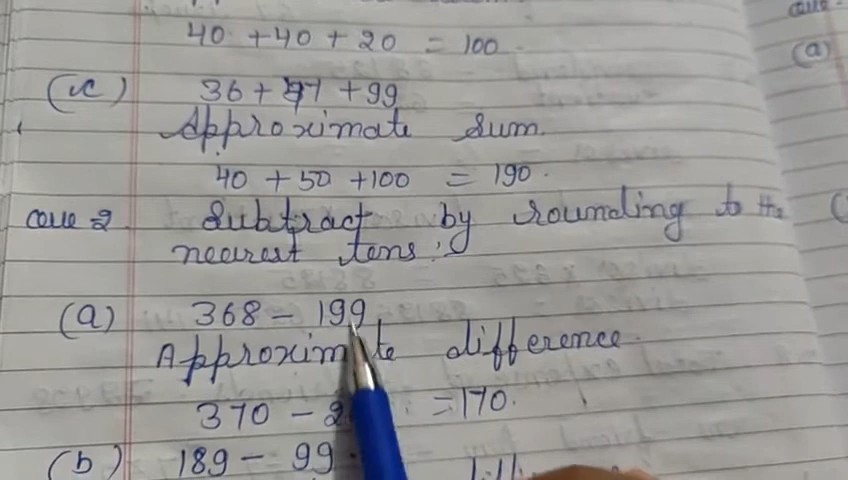 40 + 40 + 20 = 100
(c) 36 + 47 + 99
Approximate Sum.
40 + 50 + 100 = 190.
Subtract by rounding to the
nearest tens:
(a) 368 - 199
Approximate difference.
370 - 2 = 170.
(b) 189 - 99
(a)